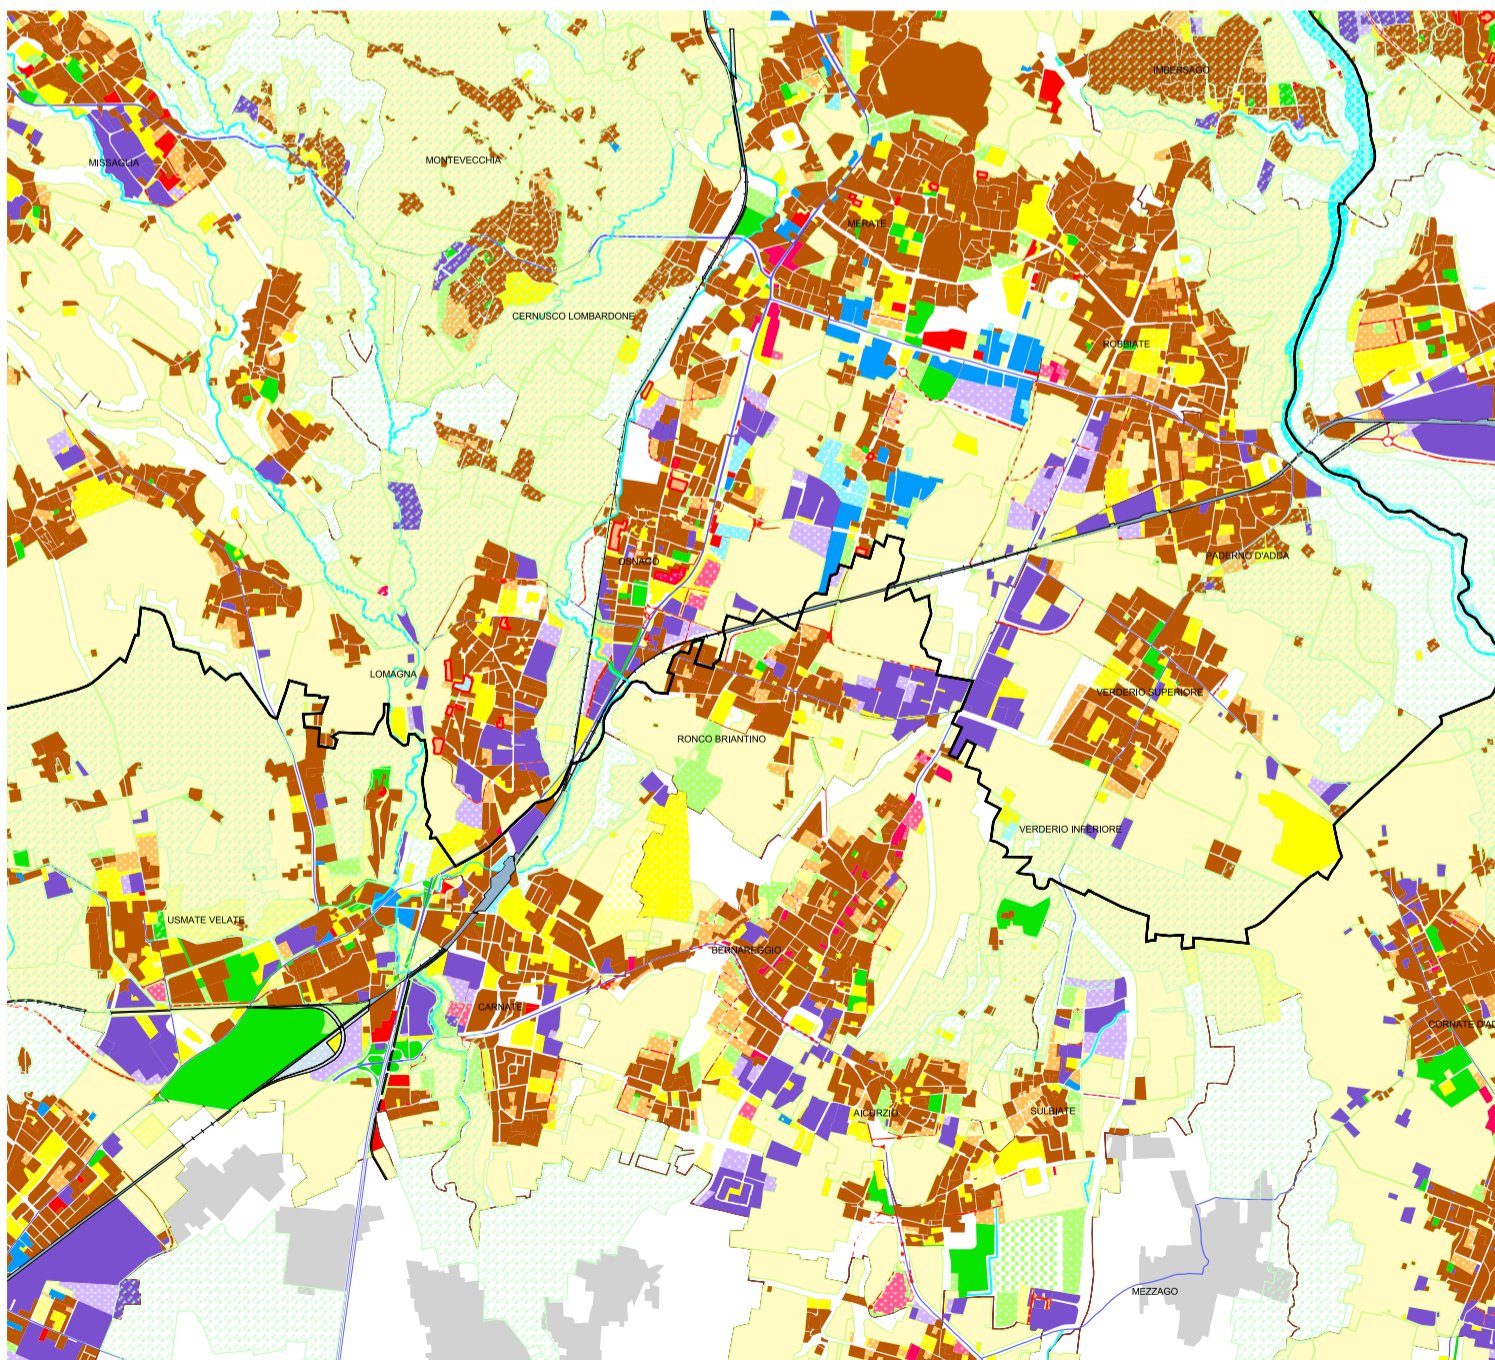 IMBERSAGO
MISSAGLIA
MONTEVECCHIA
MERATE
CERNUSCO LOMBARDONE
ROBBIATE
OSNAGO
PADERNO D'ADDA
LOMAGNA
VERDERIO SUPERIORE
RONCO BRIANTINO
VERDERIO INFERIORE
USMATE VELATE
BERNAREGGIO
CARNATE
CORNATE D'AD
AICURZIO
SULBIATE
MEZZAGO